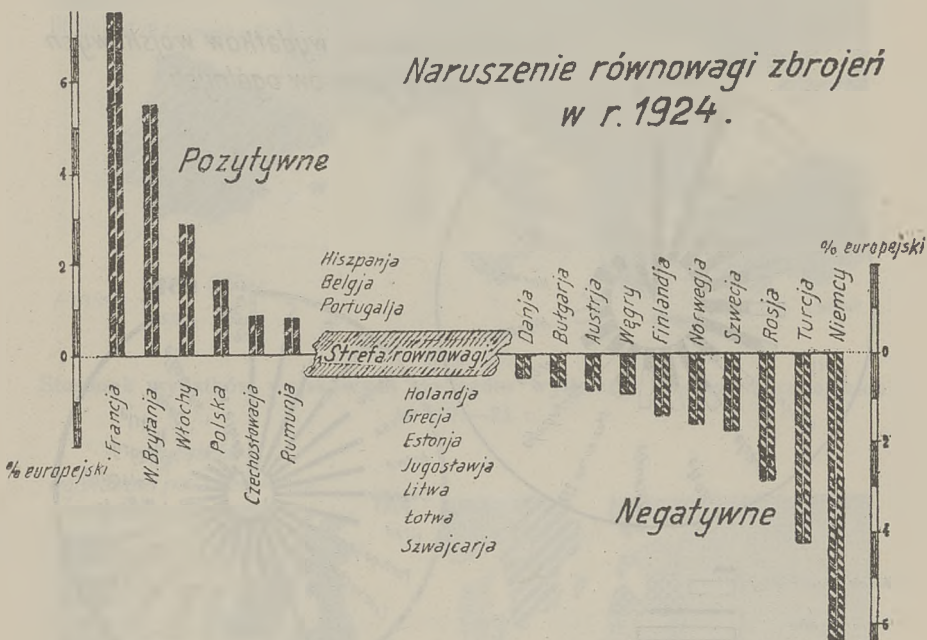 Naruszenie równowagi zbrojeń
w r. 1924.
Pozytywne
6
4
2
0
% europejski
Francja
W. Brytanja
Włochy
Polska
Czechosłowacja
Rumunja
Hiszpanja
Belgja
Portugalja
Strefa równowagi
Holandja
Grecja
Estonja
Jugosławja
Litwa
Łotwa
Szwajcarja
Danja
Bułgarja
Austrja
Węgry
Finlandja
Norwegja
Szwecja
Rosja
Turcja
Niemcy
% europejski
0
2
4
6
Negatywne